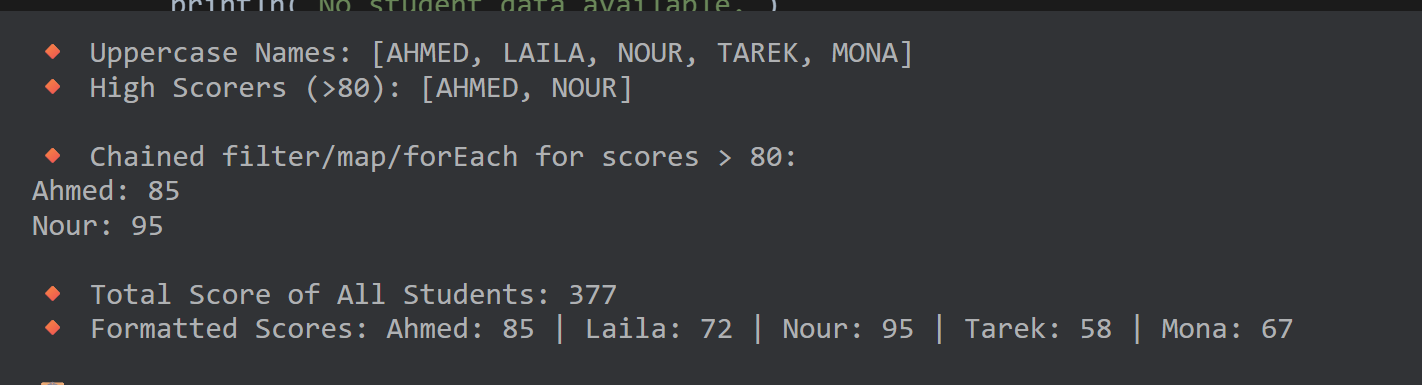 println("No student data available.")
🔸 Uppercase Names: [AHMED, LAILA, NOUR, TAREK, MONA]
🔸 High Scorers (>80): [AHMED, NOUR]
🔸 Chained filter/map/forEach for scores > 80:
Ahmed: 85
Nour: 95
🔸 Total Score of All Students: 377
🔸 Formatted Scores: Ahmed: 85 | Laila: 72 | Nour: 95 | Tarek: 58 | Mona: 67